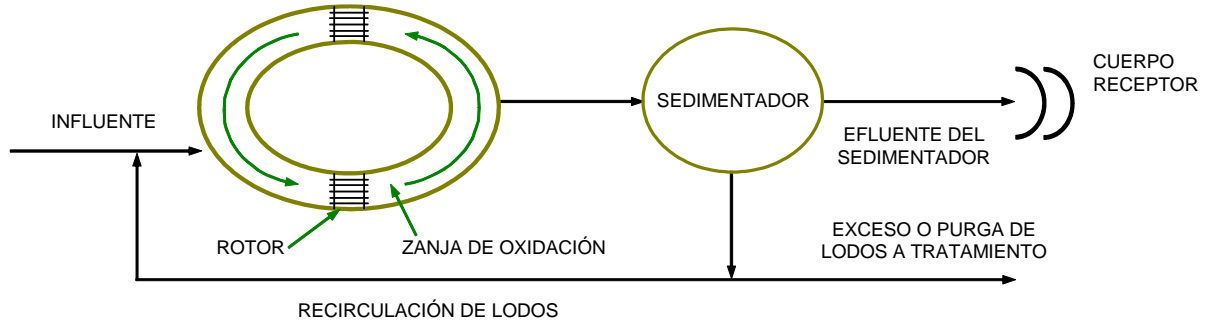 INFLUENTE
ROTOR
ZANJA DE OXIDACIÓN
SEDIMENTADOR
EFLUENTE DEL
SEDIMENTADOR
CUERPO
RECEPTOR
EXCESO O PURGA DE
LODOS A TRATAMIENTO
RECIRCULACIÓN DE LODOS